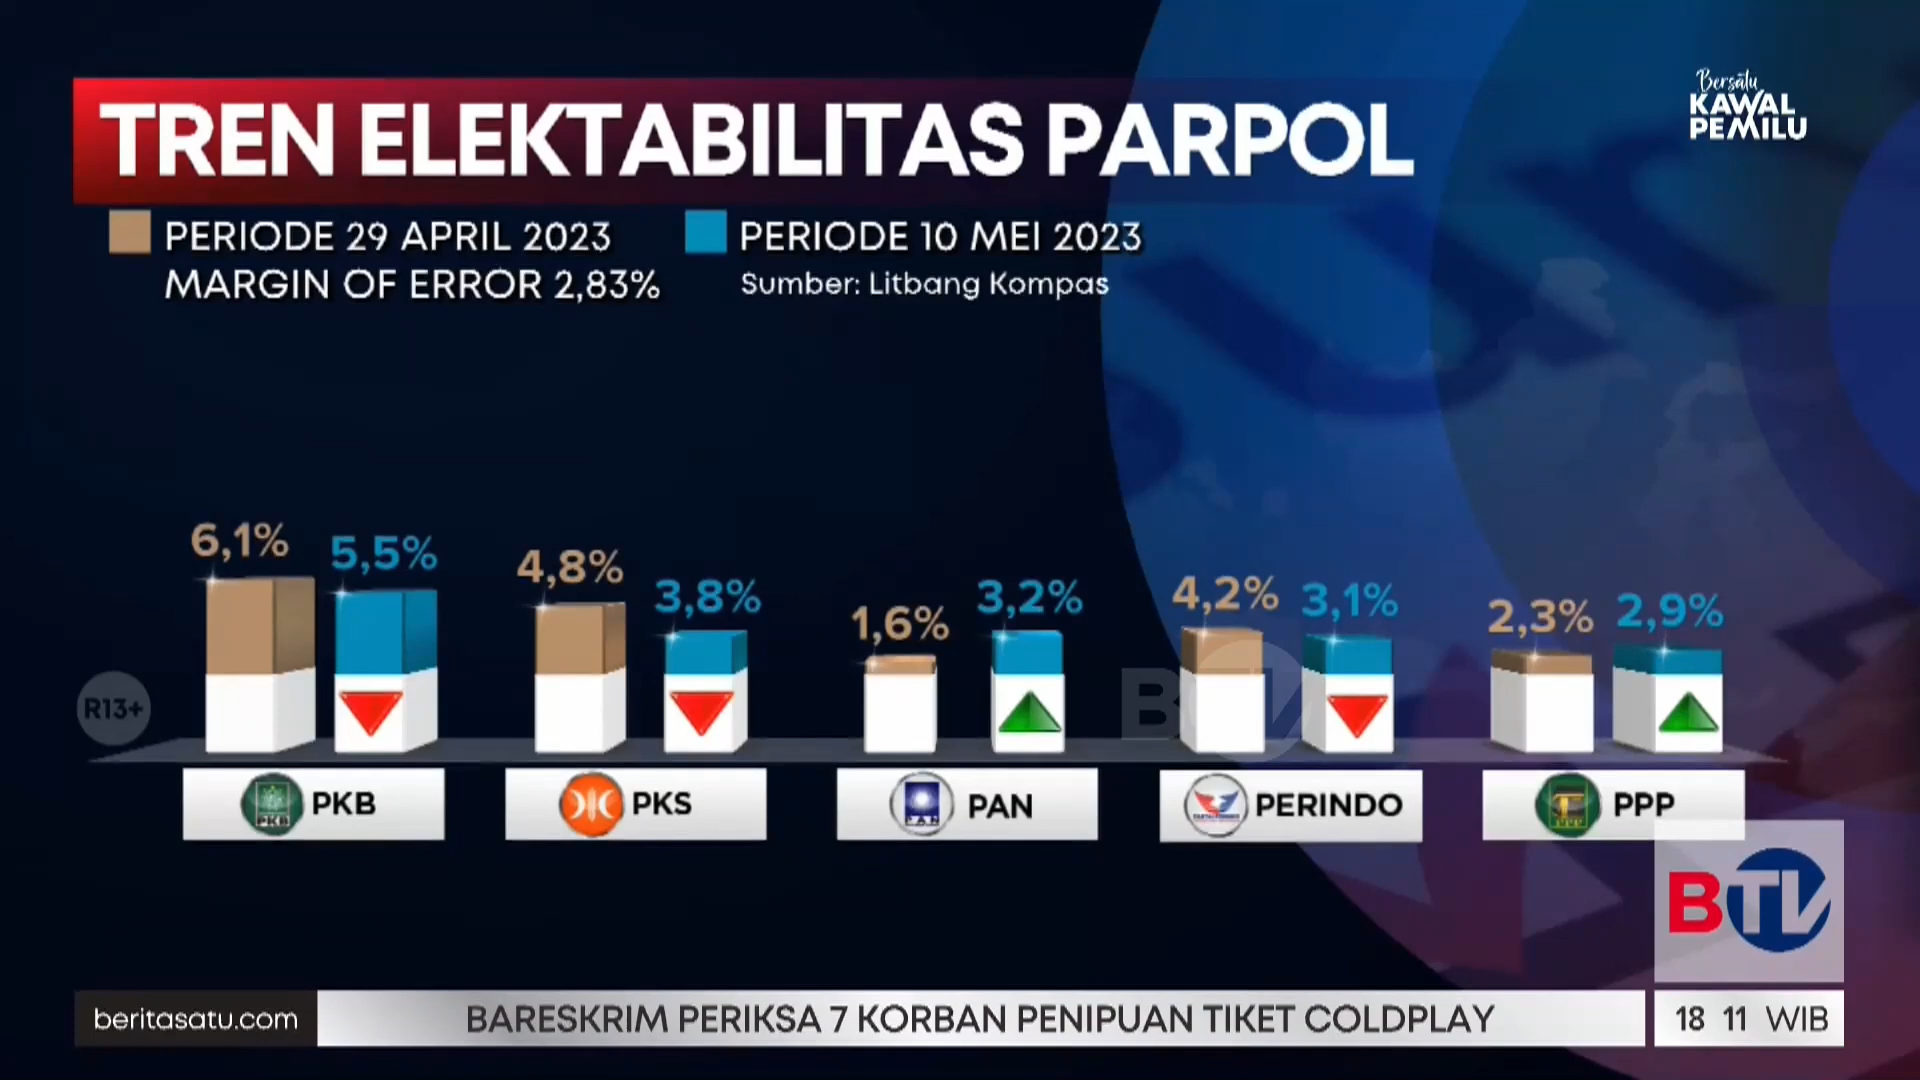 Bersatu
KAWAL
PEMILU
TREN ELEKTABILITAS PARPOL
PERIODE 29 APRIL 2023
MARGIN OF ERROR 2,83%
PERIODE 10 MEI 2023
Sumber: Litbang Kompas
6,1%
5,5%
4,8%
3,8%
1,6%
3,2%
4,2%
3,1%
2,3%
2,9%
R13+
BTV
PKB PKB
PKS
PAN PAN
PERINDO
PPP
BTV
beritasatu.com
BARESKRIM PERIKSA 7 KORBAN PENIPUAN TIKET COLDPLAY
18 11 WIB